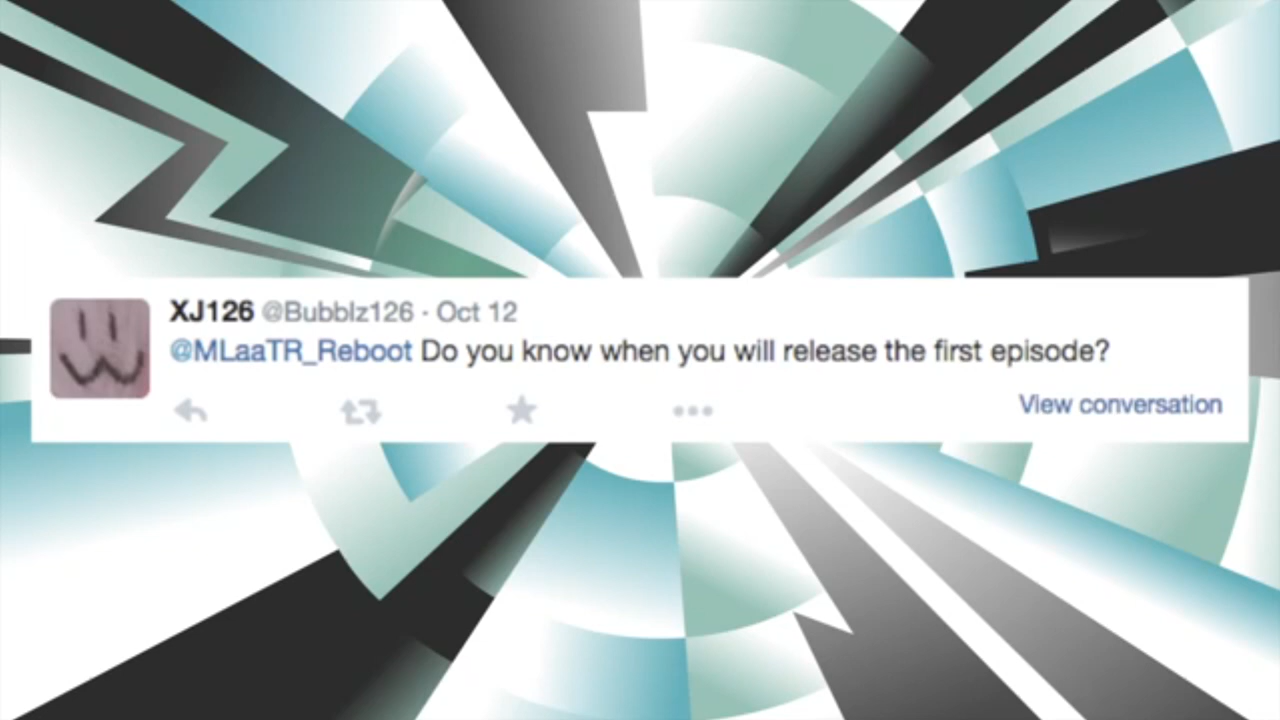 XJ126 @Bubblz126 · Oct 12
@MLaaTR_Reboot Do you know when you will release the first episode?
View conversation